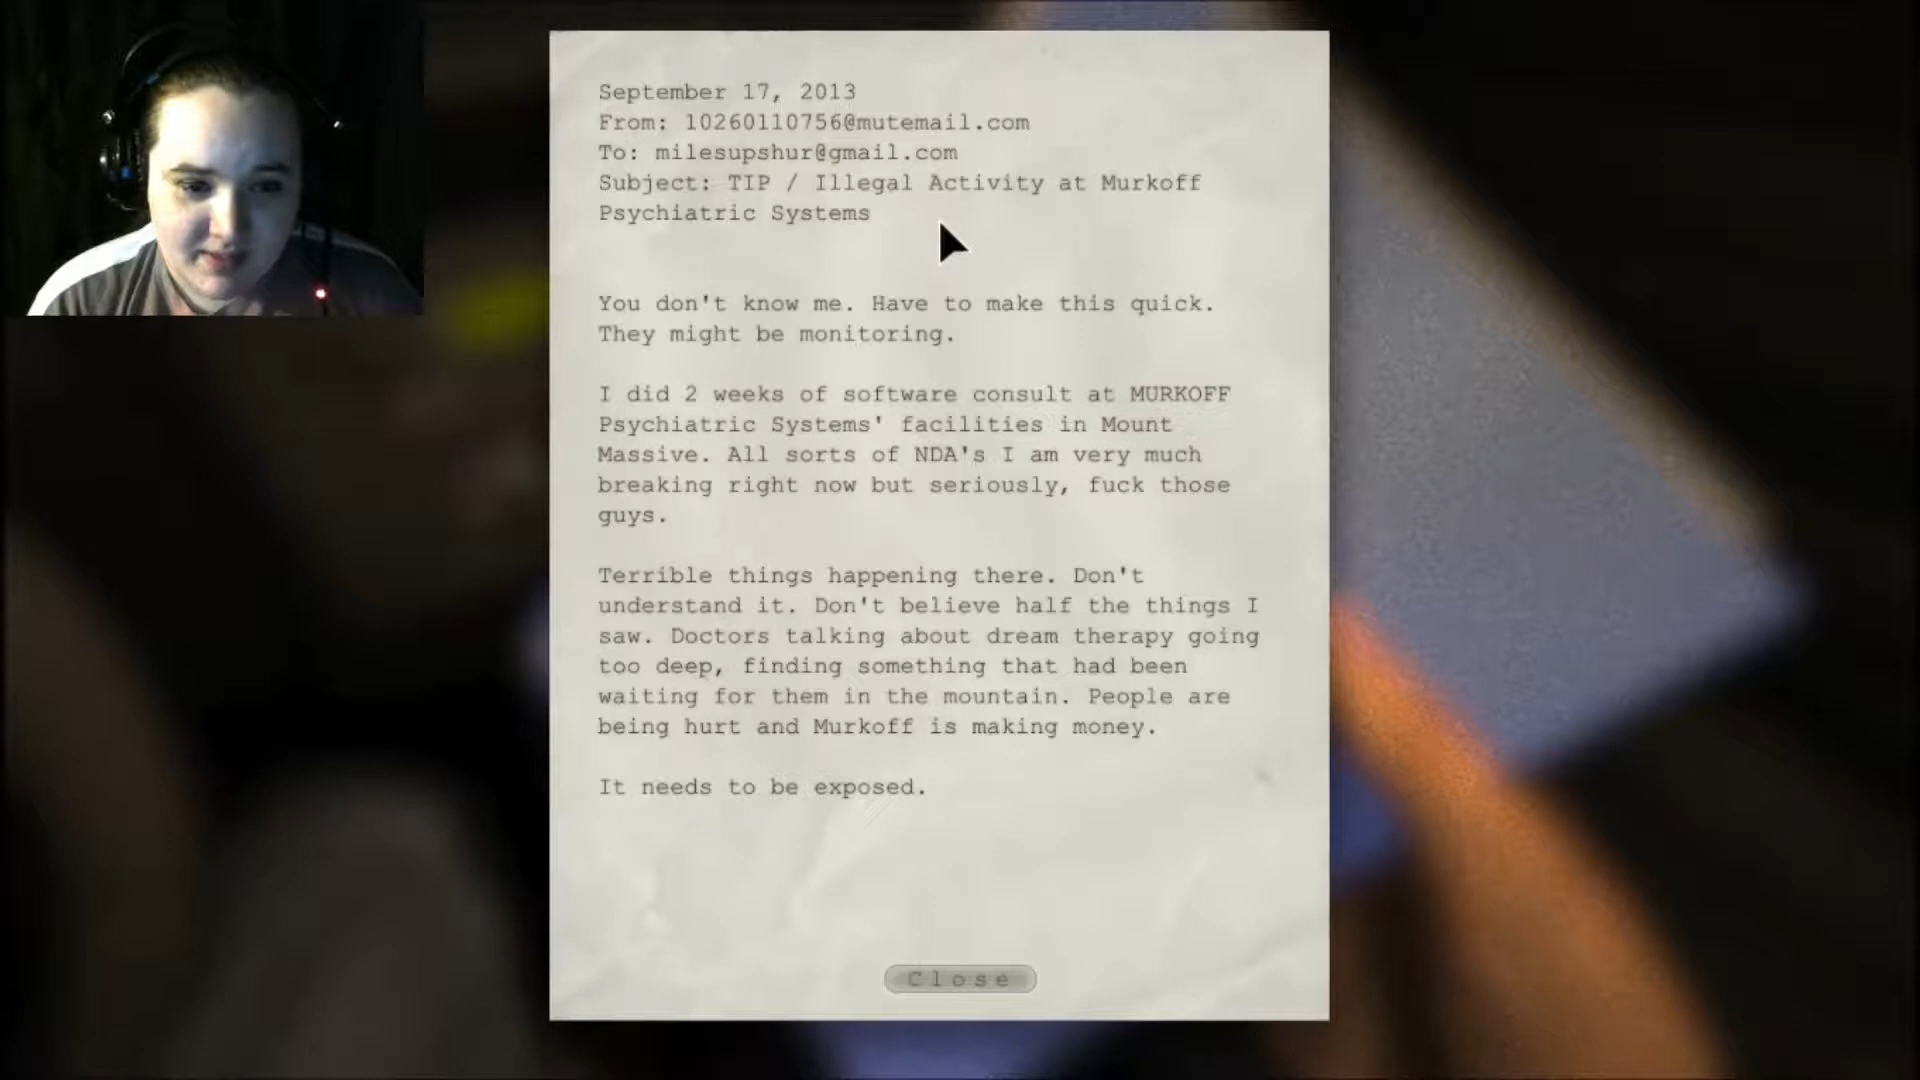 September 17, 2013
From: 10260110756@mutemail.com
To: milesupshur@gmail.com
Subject: TIP / Illegal Activity at Murkoff
Psychiatric Systems
You don't know me. Have to make this quick.
They might be monitoring.
I did 2 weeks of software consult at MURKOFF
Psychiatric Systems' facilities in Mount
Massive. All sorts of NDA's I am very much
breaking right now but seriously, fuck those
guys.
Terrible things happening there. Don't
understand it. Don't believe half the things I
saw. Doctors talking about dream therapy going
too deep, finding something that had been
waiting for them in the mountain. People are
being hurt and Murkoff is making money.
It needs to be exposed.
Close